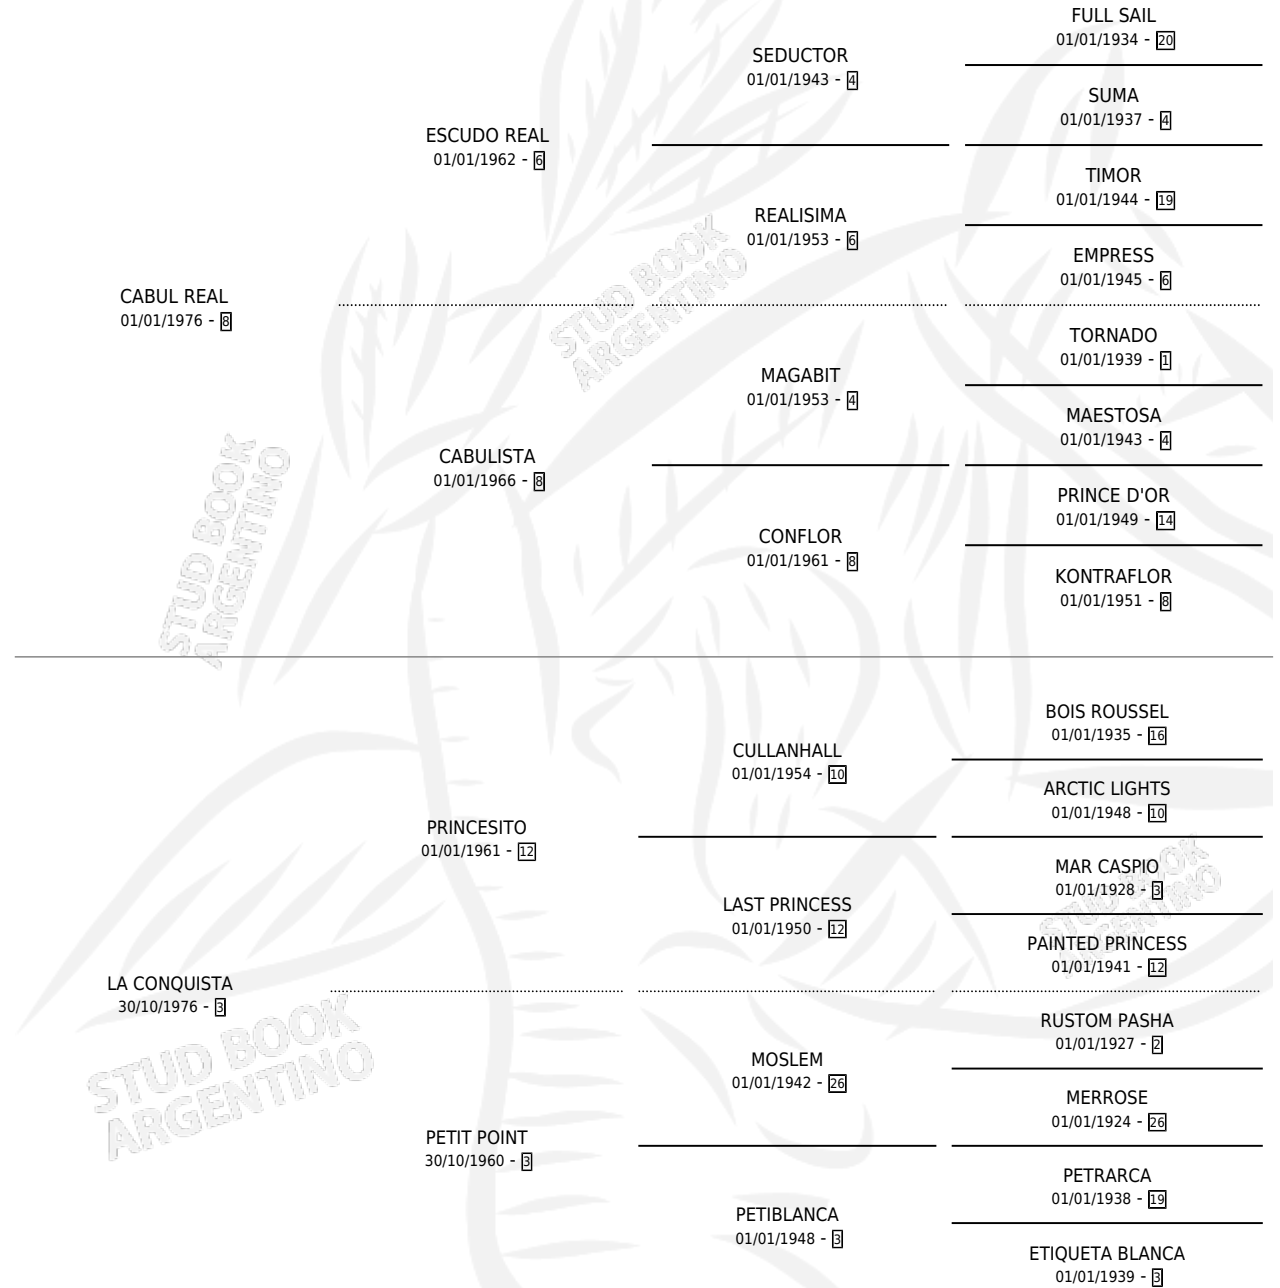 FULL SAIL
01/01/1934 - 20
SEDUCTOR
01/01/1943 - 4
SUMA
01/01/1937 - 4
ESCUDO REAL
01/01/1962 - 6
TIMOR
01/01/1944 - 19
REALISIMA
01/01/1953 - 6
EMPRESS
01/01/1945 - 6
CABUL REAL
01/01/1976 - 8
STUD BOOK
ARGENTINO
TORNADO
01/01/1939 - 1
MAGABIT
01/01/1953 - 4
MAESTOSA
01/01/1943 - 4
CABULISTA
01/01/1966 - 8
PRINCE D'OR
01/01/1949 - 14
CONFLOR
01/01/1961 - 8
KONTRAFLOR
01/01/1951 - 8
STUD BOOK
ARGENTINO
BOIS ROUSSEL
01/01/1935 - 16
CULLANHALL
01/01/1954 - 10
ARCTIC LIGHTS
01/01/1948 - 10
PRINCESITO
01/01/1961 - 12
MAR CASPIO
01/01/1928 - 3
LAST PRINCESS
01/01/1950 - 12
PAINTED PRINCESS
01/01/1941 - 12
STUD BOOK
ARGENTINO
LA CONQUISTA
30/10/1976 - 3
RUSTOM PASHA
01/01/1927 - 2
MOSLEM
01/01/1942 - 26
MERROSE
01/01/1924 - 26
STUD BOOK
ARGENTINO
PETIT POINT
30/10/1960 - 3
PETRARCA
01/01/1938 - 19
PETIBLANCA
01/01/1948 - 3
ETIQUETA BLANCA
01/01/1939 - 3